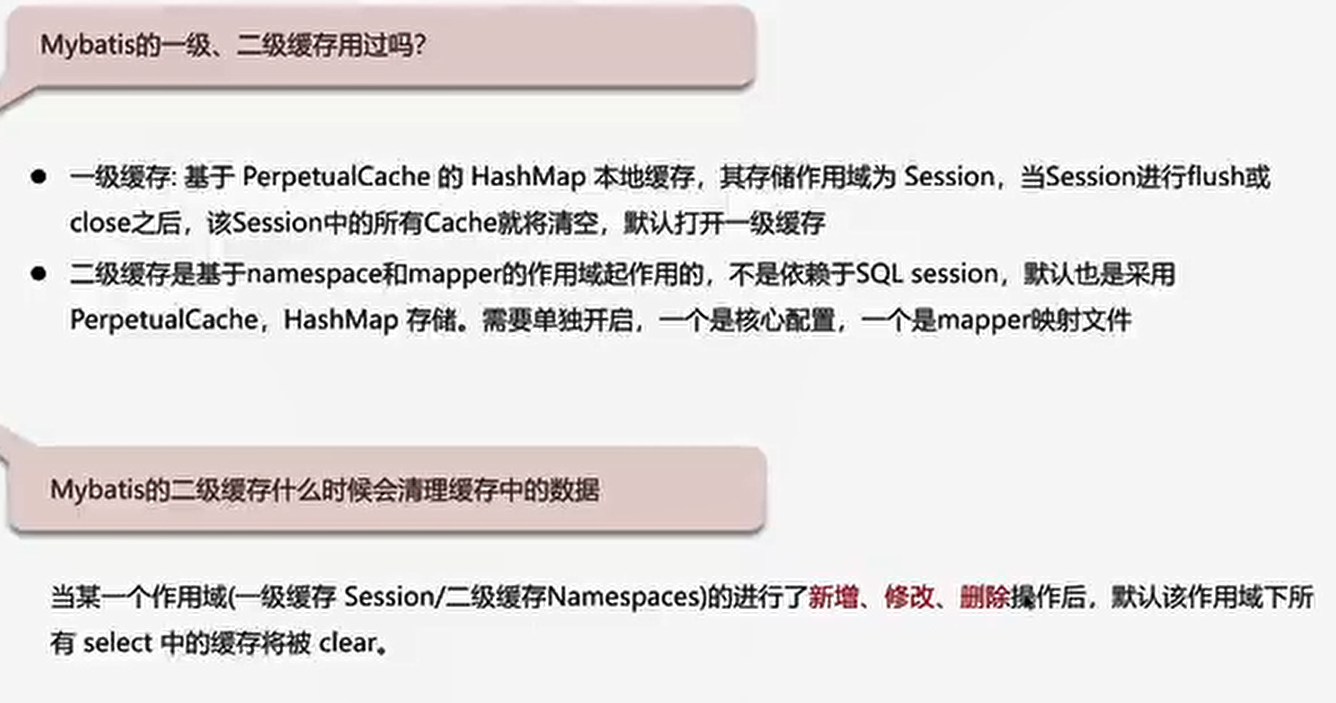 Mybatis的一级、二级缓存用过吗?
● 一级缓存: 基于 PerpetualCache 的 HashMap 本地缓存，其存储作用域为 Session，当Session进行flush或
close之后，该Session中的所有Cache就将清空，默认打开一级缓存
● 二级缓存是基于namespace和mapper的作用域起作用的，不是依赖于SQL session，默认也是采用
PerpetualCache，HashMap 存储。需要单独开启，一个是核心配置，一个是mapper映射文件
Mybatis的二级缓存什么时候会清理缓存中的数据
当某一个作用域(一级缓存 Session/二级缓存Namespaces)的进行了新增、修改、删除操作后，默认该作用域下所
有 select 中的缓存将被 clear。